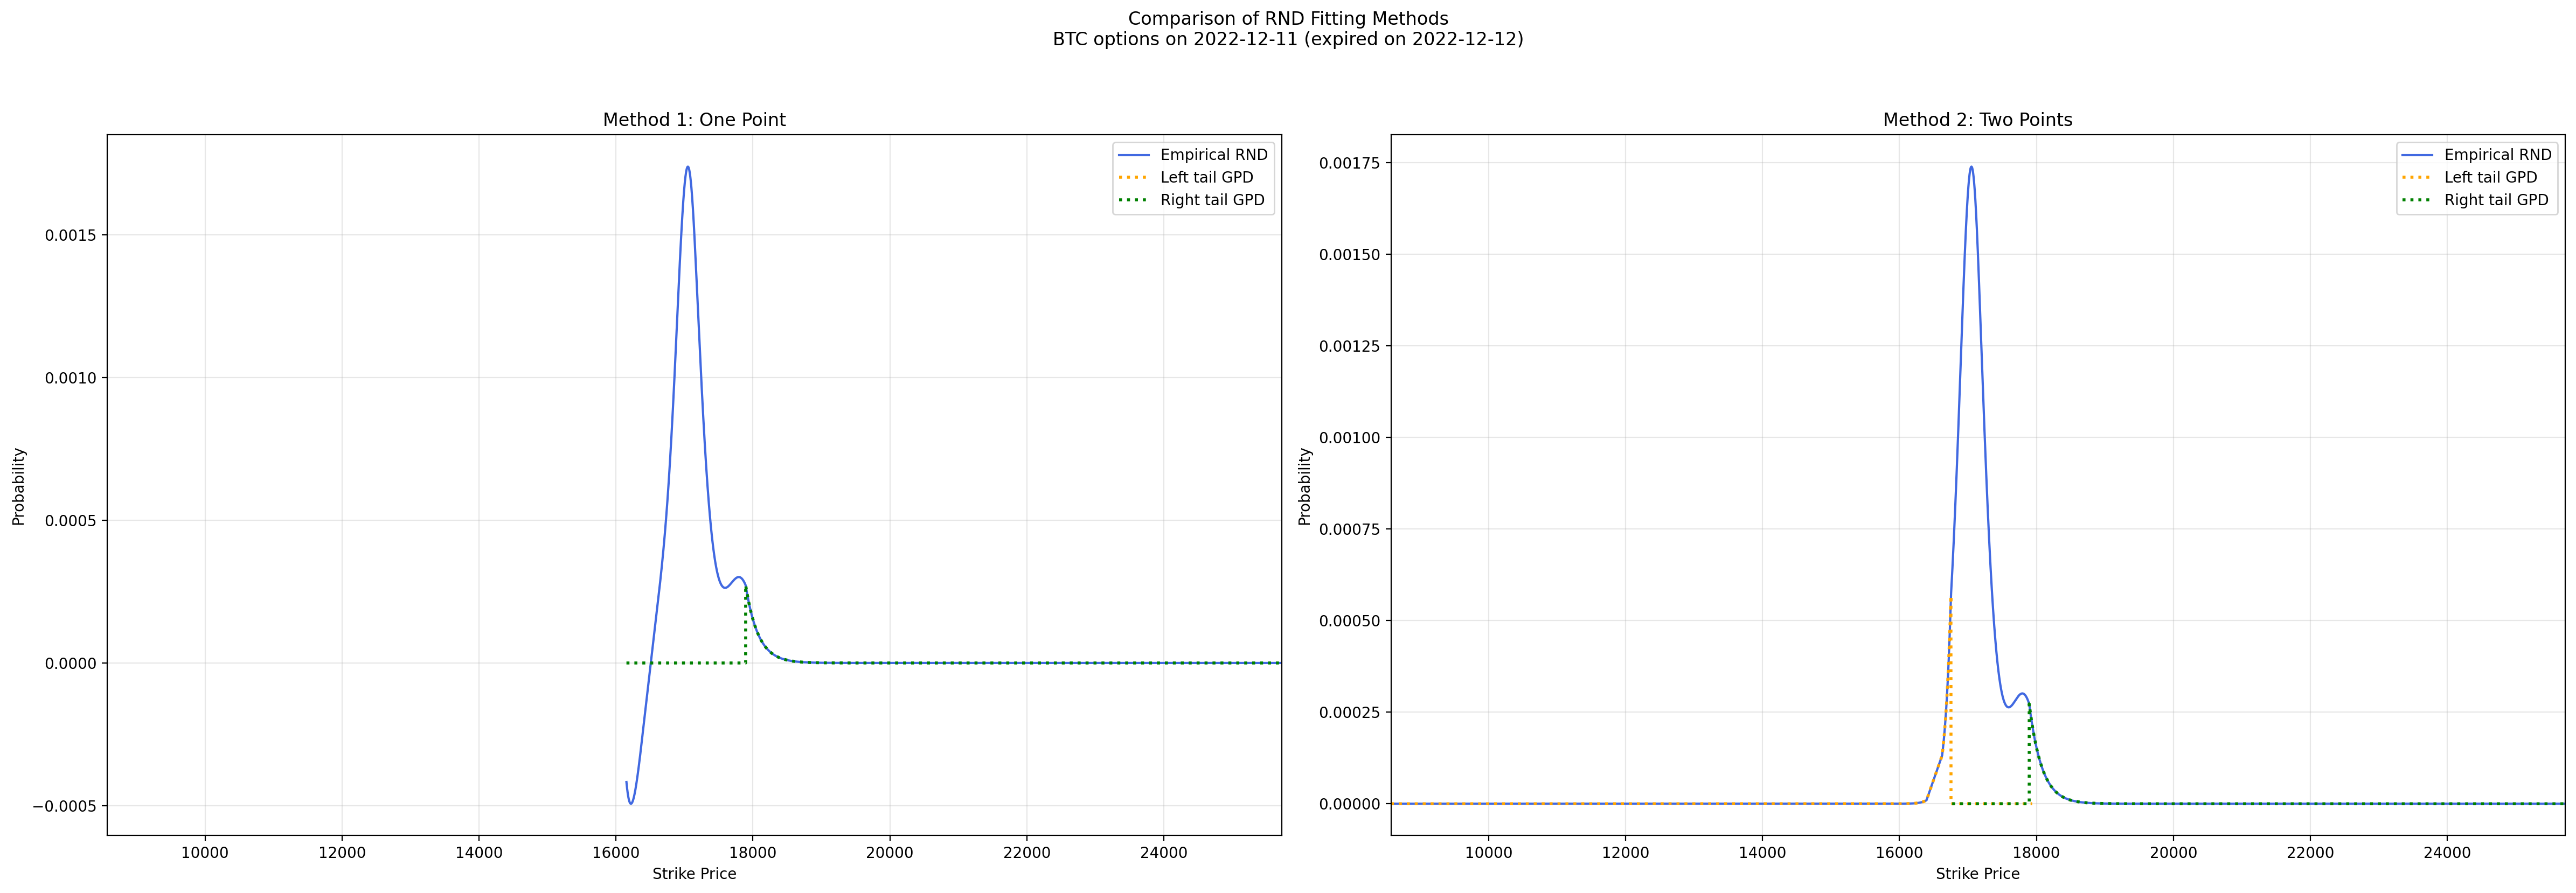 Comparison of RND Fitting Methods
BTC options on 2022-12-11 (expired on 2022-12-12)
Method 1: One Point
Empirical RND
Left tail GPD
Right tail GPD
0.0015
0.0010
0.0005
0.0000
−0.0005
Probability
10000 12000 14000 16000 18000 20000 22000 24000
Strike Price
Method 2: Two Points
Empirical RND
Left tail GPD
Right tail GPD
0.00175
0.00150
0.00125
0.00100
0.00075
0.00050
0.00025
0.00000
Probability
10000 12000 14000 16000 18000 20000 22000 24000
Strike Price